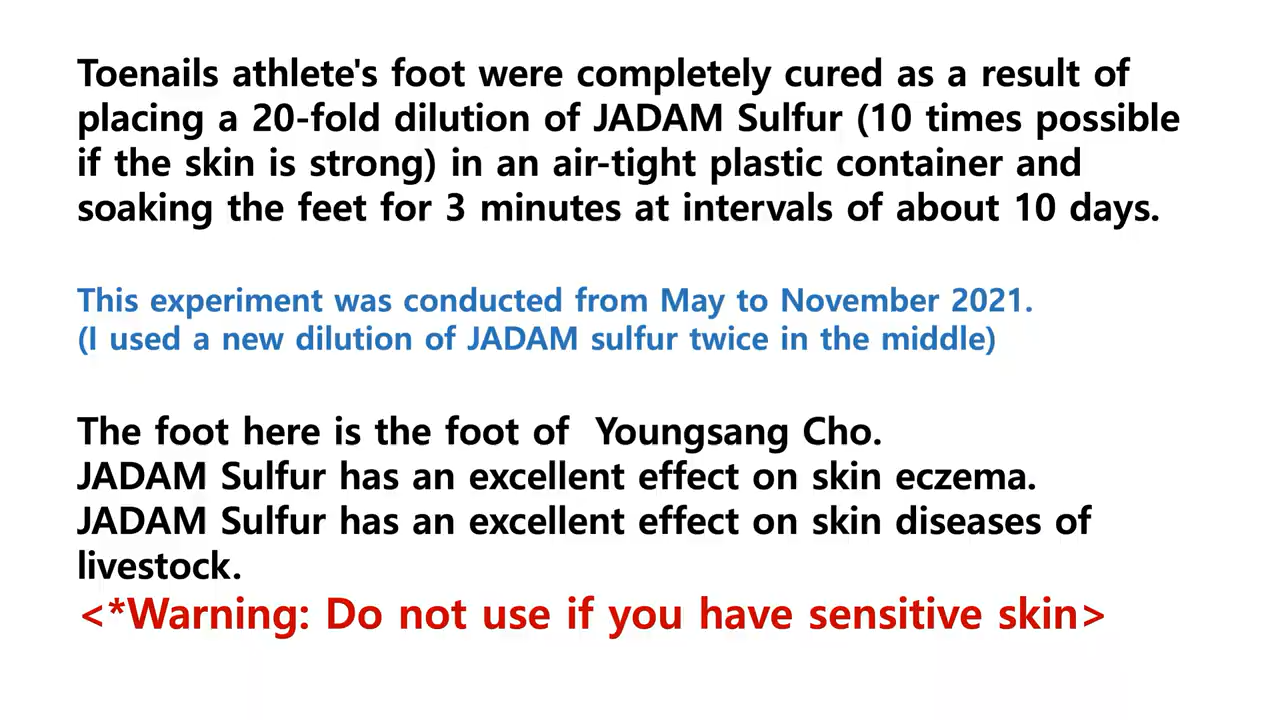 Toenails athlete's foot were completely cured as a result of
placing a 20-fold dilution of JADAM Sulfur (10 times possible
if the skin is strong) in an air-tight plastic container and
soaking the feet for 3 minutes at intervals of about 10 days.
This experiment was conducted from May to November 2021.
(I used a new dilution of JADAM sulfur twice in the middle)
The foot here is the foot of  Youngsang Cho.
JADAM Sulfur has an excellent effect on skin eczema.
JADAM Sulfur has an excellent effect on skin diseases of
livestock.
<*Warning: Do not use if you have sensitive skin>